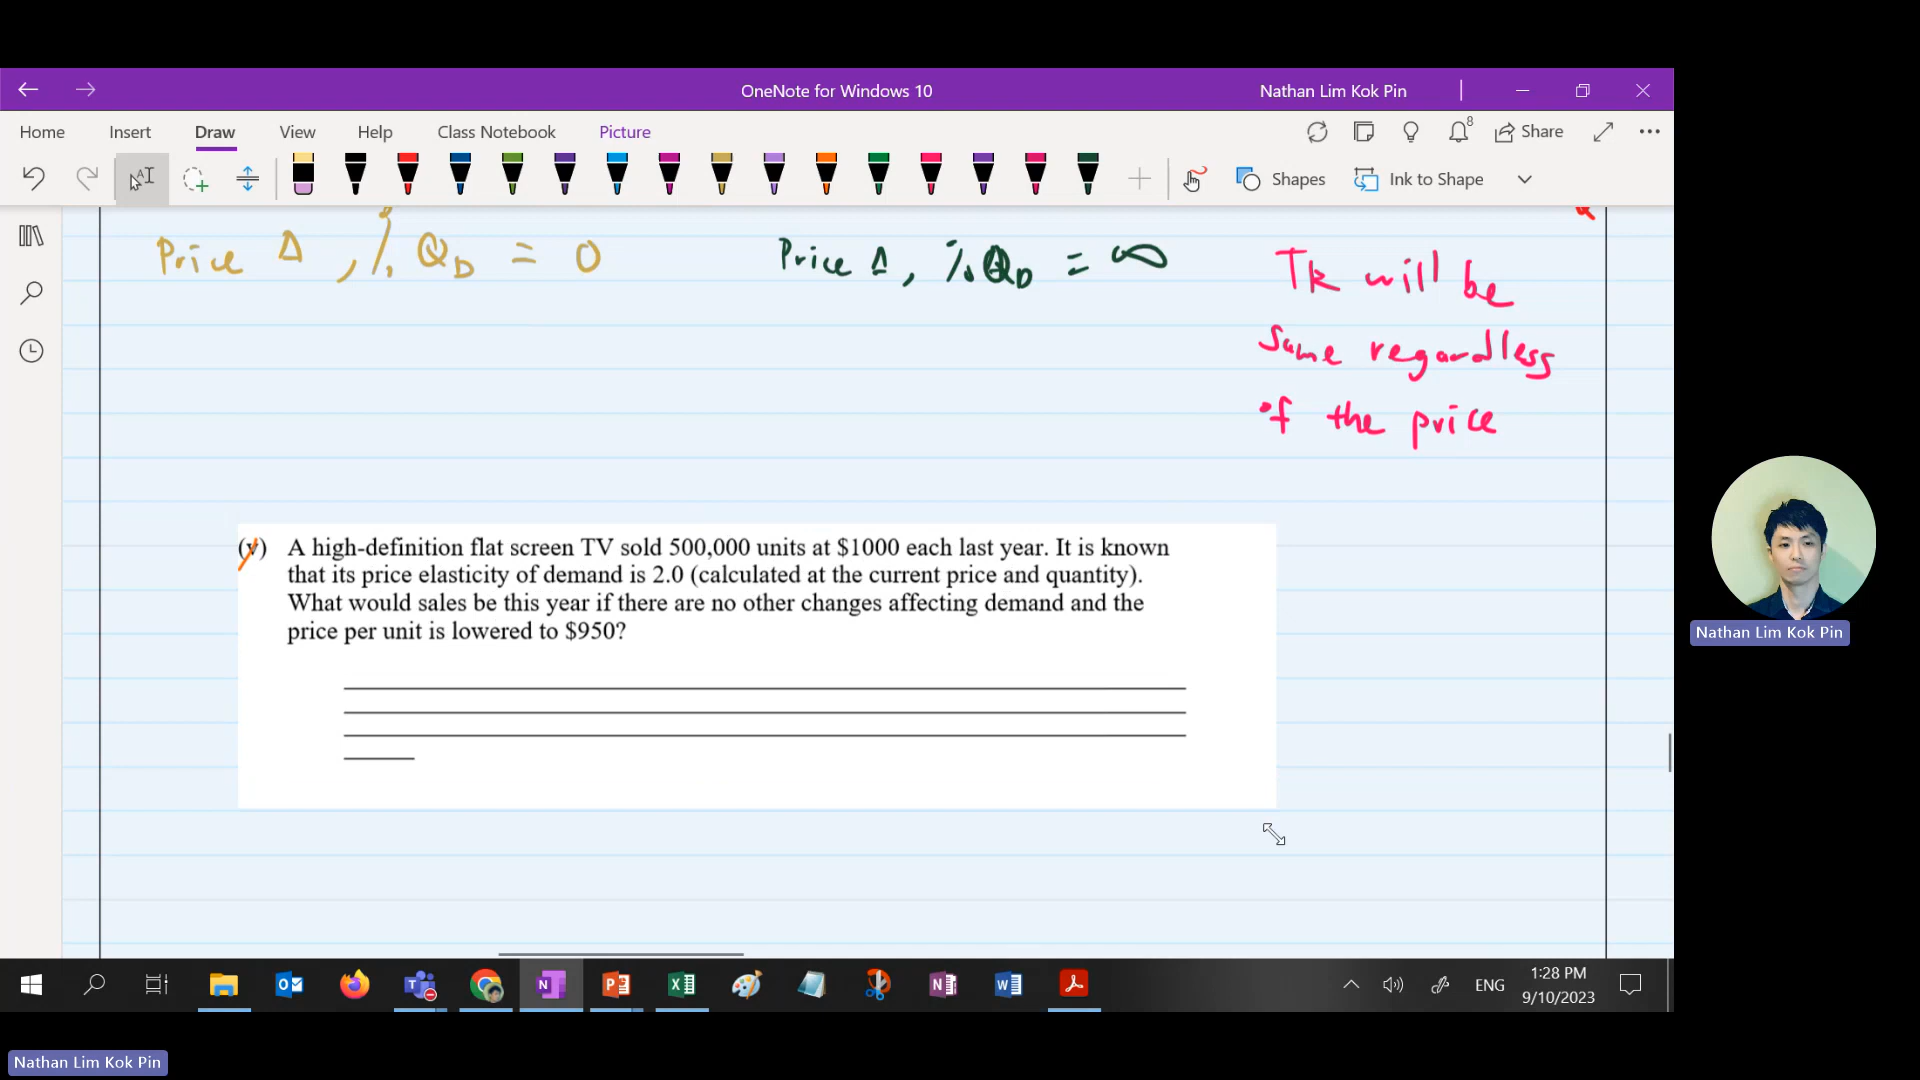 OneNote for Windows 10
Nathan Lim Kok Pin
Home Insert Draw View Help Class Notebook Picture
8
Share
Shapes
Ink to Shape
Price Δ , % QD = 0
Price Δ , % QD = ∞
TR will be
same regardless
of the price
(v) A high-definition flat screen TV sold 500,000 units at $1000 each last year. It is known
that its price elasticity of demand is 2.0 (calculated at the current price and quantity).
What would sales be this year if there are no other changes affecting demand and the
price per unit is lowered to $950?
Nathan Lim Kok Pin
ENG
1:28 PM
9/10/2023
Nathan Lim Kok Pin